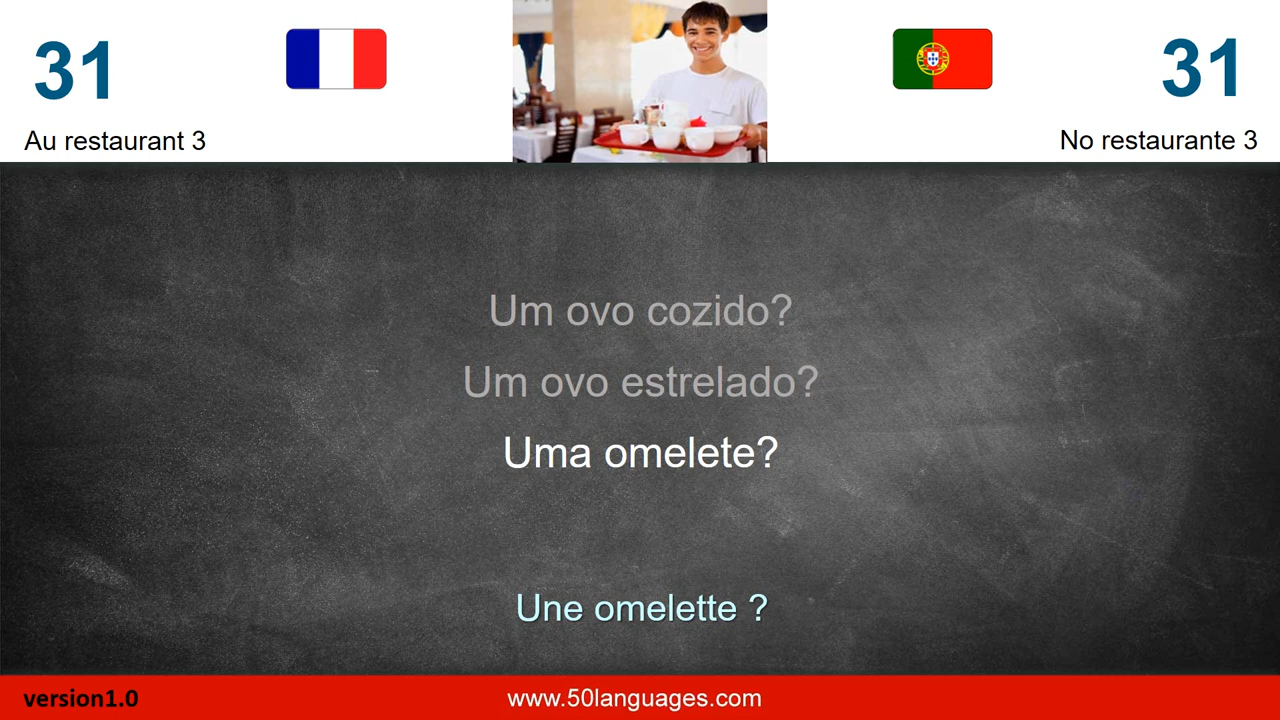 31
31
Au restaurant 3
No restaurante 3
Um ovo cozido?
Um ovo estrelado?
Uma omelete?
Une omelette ?
version1.0
www.50languages.com